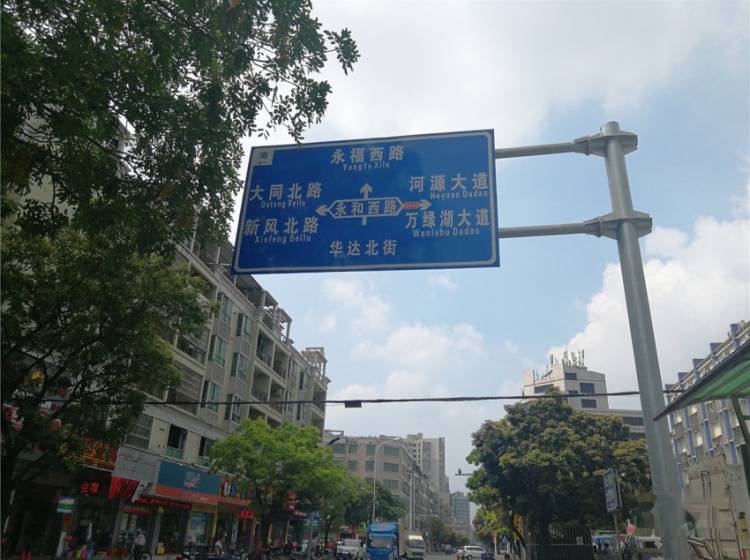 南
永福西路
Yongfu Xilu
大同北路
Datong Beilu
河源大道
Heyuan Dadao
永和西路
新风北路
Xinfeng Beilu
万绿湖大道
Wanlvhu Dadao
华达北街